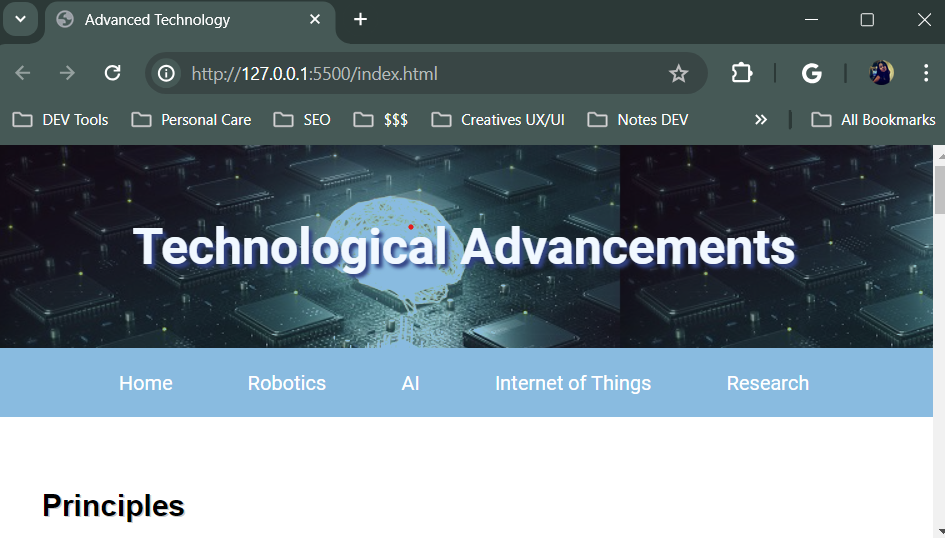 Advanced Technology
http://127.0.0.1:5500/index.html
DEV Tools Personal Care SEO $$$ Creatives UX/UI Notes DEV All Bookmarks
Technological Advancements
Home Robotics AI Internet of Things Research
Principles